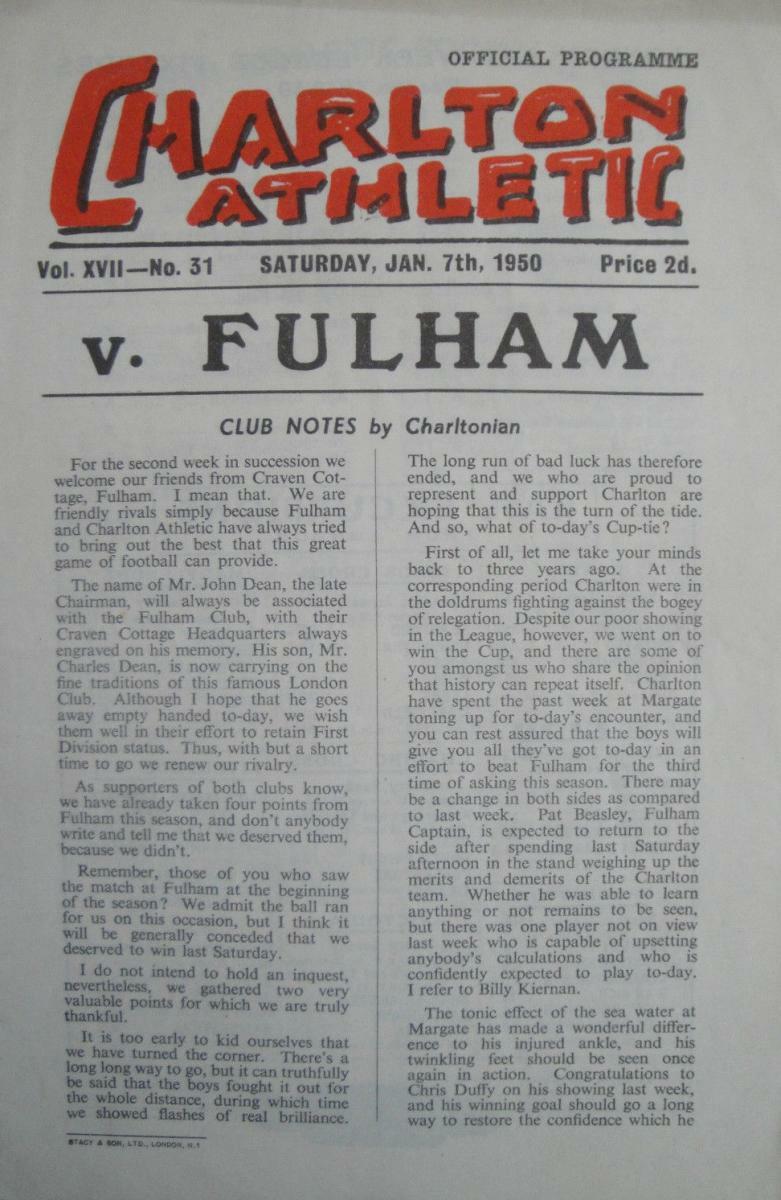 OFFICIAL PROGRAMME
CHARLTON
ATHLETIC
Vol. XVII—No. 31 SATURDAY, JAN. 7th, 1950 Price 2d.
v. FULHAM
CLUB NOTES by Charltonian
For the second week in succession we
welcome our friends from Craven Cot-
tage, Fulham. I mean that. We are
friendly rivals simply because Fulham
and Charlton Athletic have always tried
to bring out the best that this great
game of football can provide.
The name of Mr. John Dean, the late
Chairman, will always be associated
with the Fulham Club, with their
Craven Cottage Headquarters always
engraved on his memory. His son, Mr.
Charles Dean, is now carrying on the
fine traditions of this famous London
Club. Although I hope that he goes
away empty handed to-day, we wish
them well in their effort to retain First
Division status. Thus, with but a short
time to go we renew our rivalry.
As supporters of both clubs know,
we have already taken four points from
Fulham this season, and don't anybody
write and tell me that we deserved them,
because we didn't.
Remember, those of you who saw
the match at Fulham at the beginning
of the season? We admit the ball ran
for us on this occasion, but I think it
will be generally conceded that we
deserved to win last Saturday.
I do not intend to hold an inquest,
nevertheless, we gathered two very
valuable points for which we are truly
thankful.
It is too early to kid ourselves that
we have turned the corner. There's a
long long way to go, but it can truthfully
be said that the boys fought it out for
the whole distance, during which time
we showed flashes of real brilliance.
STACY & SON, LTD., LONDON, N.1
The long run of bad luck has therefore
ended, and we who are proud to
represent and support Charlton are
hoping that this is the turn of the tide.
And so, what of to-day's Cup-tie?
First of all, let me take your minds
back to three years ago. At the
corresponding period Charlton were in
the doldrums fighting against the bogey
of relegation. Despite our poor showing
in the League, however, we went on to
win the Cup, and there are some of
you amongst us who share the opinion
that history can repeat itself. Charlton
have spent the past week at Margate
toning up for to-day's encounter, and
you can rest assured that the boys will
give you all they've got to-day in an
effort to beat Fulham for the third
time of asking this season. There may
be a change in both sides as compared
to last week. Pat Beasley, Fulham
Captain, is expected to return to the
side after spending last Saturday
afternoon in the stand weighing up the
merits and demerits of the Charlton
team. Whether he was able to learn
anything or not remains to be seen,
but there was one player not on view
last week who is capable of upsetting
anybody's calculations and who is
confidently expected to play to-day.
I refer to Billy Kiernan.
The tonic effect of the sea water at
Margate has made a wonderful differ-
ence to his injured ankle, and his
twinkling feet should be seen once
again in action. Congratulations to
Chris Duffy on his showing last week,
and his winning goal should go a long
way to restore the confidence which he